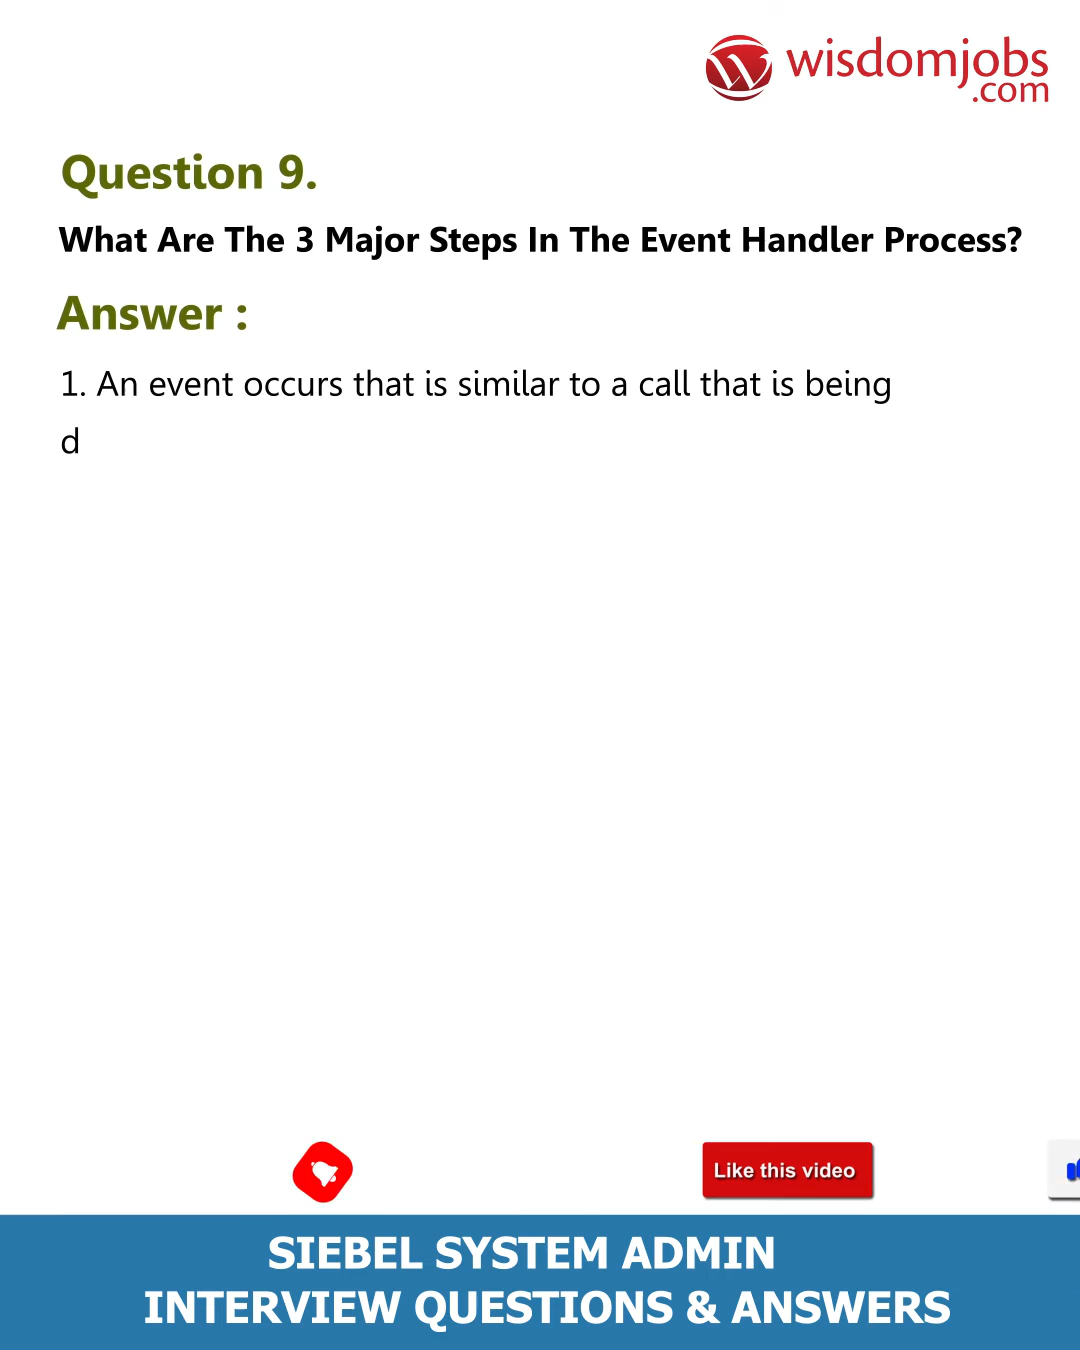 wisdomjobs
.com
Question 9.
What Are The 3 Major Steps In The Event Handler Process?
Answer :
1. An event occurs that is similar to a call that is being
d
Like this video
SIEBEL SYSTEM ADMIN
INTERVIEW QUESTIONS & ANSWERS